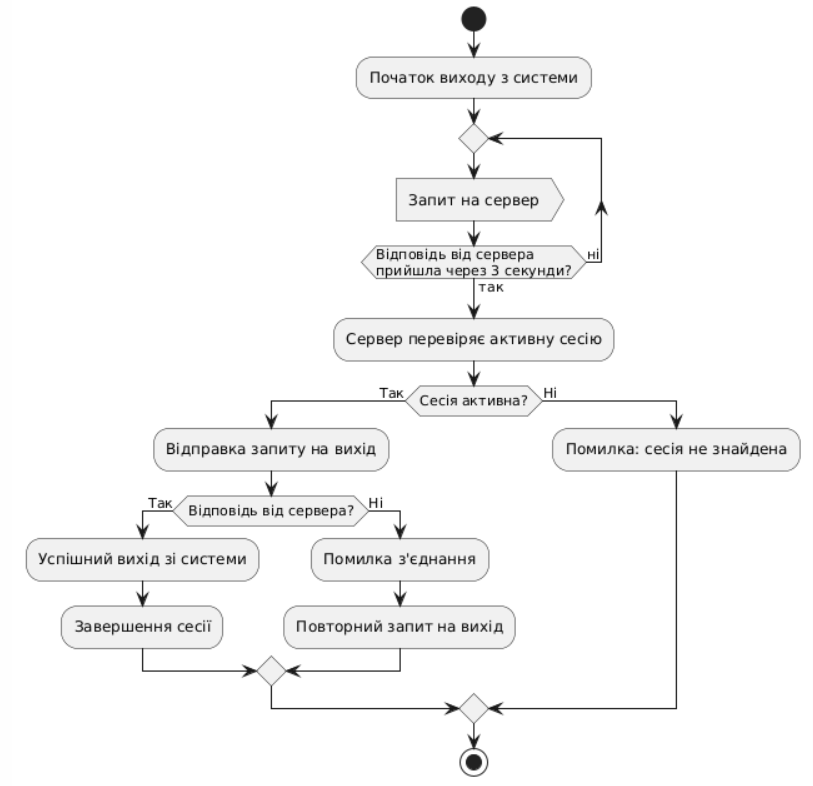 Початок виходу з системи
Запит на сервер
Відповідь від сервера
прийшла через 3 секунди?
ні
так
Сервер перевіряє активну сесію
Так
Сесія активна?
Ні
Відправка запиту на вихід
Помилка: сесія не знайдена
Так
Відповідь від сервера?
Ні
Успішний вихід зі системи
Помилка з'єднання
Завершення сесії
Повторний запит на вихід